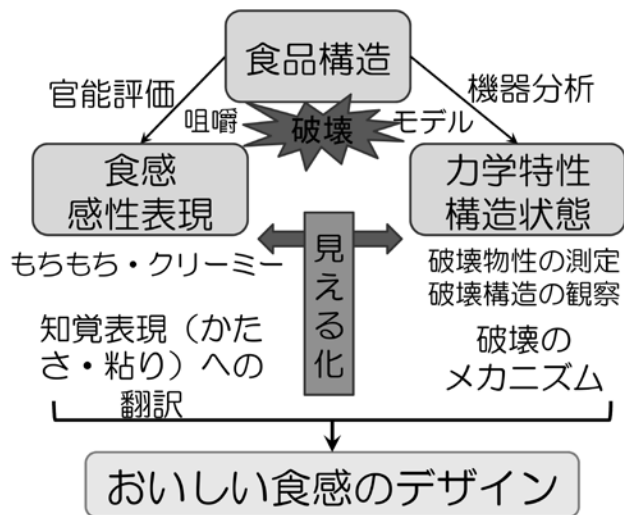 食品構造
官能評価
機器分析
咀嚼
破壊
モデル
食感
感性表現
力学特性
構造状態
見える化
もちもち・クリーミー
破壊物性の測定
破壊構造の観察
知覚表現（かた
さ・粘り）への
翻訳
破壊の
メカニズム
おいしい食感のデザイン